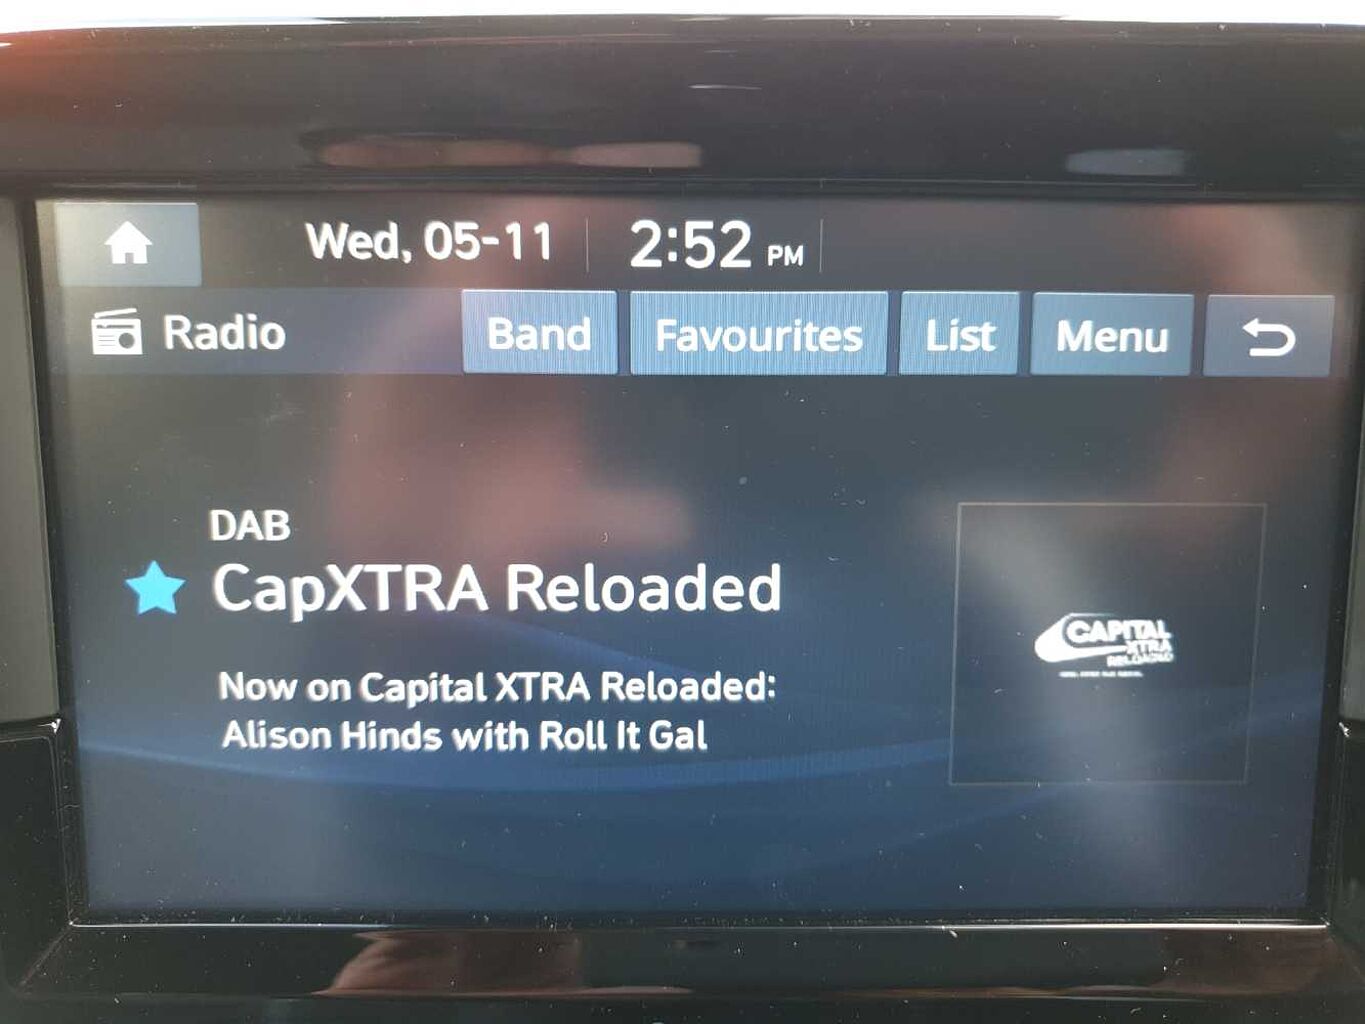 Wed, 05-11 2:52 PM
Radio Band Favourites List Menu
DAB
CapXTRA Reloaded
Now on Capital XTRA Reloaded:
Alison Hinds with Roll It Gal
CAPITAL
XTRA
RELOADED